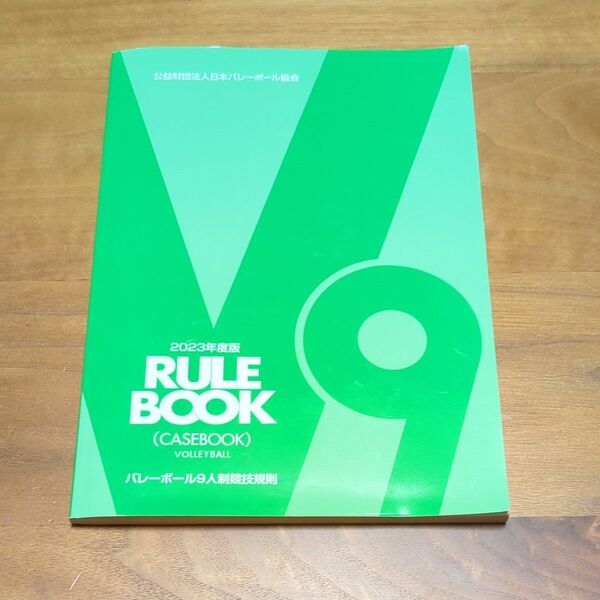 公益財団法人日本バレーボール協会
V9
2023年度版
RULE
BOOK
(CASEBOOK)
VOLLEYBALL
バレーボール9人制競技規則